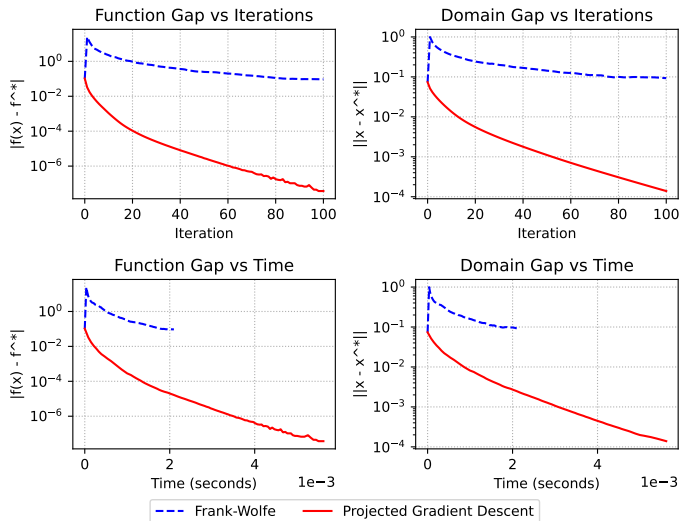 Function Gap vs Iterations
Domain Gap vs Iterations
|f(x) - f^*|
10^0
10^-2
10^-4
10^-6
0 20 40 60 80 100
Iteration
||x - x^*||
10^0
10^-1
10^-2
10^-3
10^-4
0 20 40 60 80 100
Iteration
Function Gap vs Time
Domain Gap vs Time
|f(x) - f^*|
10^0
10^-2
10^-4
10^-6
0 2 4
Time (seconds) 1e−3
||x - x^*||
10^0
10^-1
10^-2
10^-3
10^-4
0 2 4
Time (seconds) 1e−3
Frank-Wolfe Projected Gradient Descent